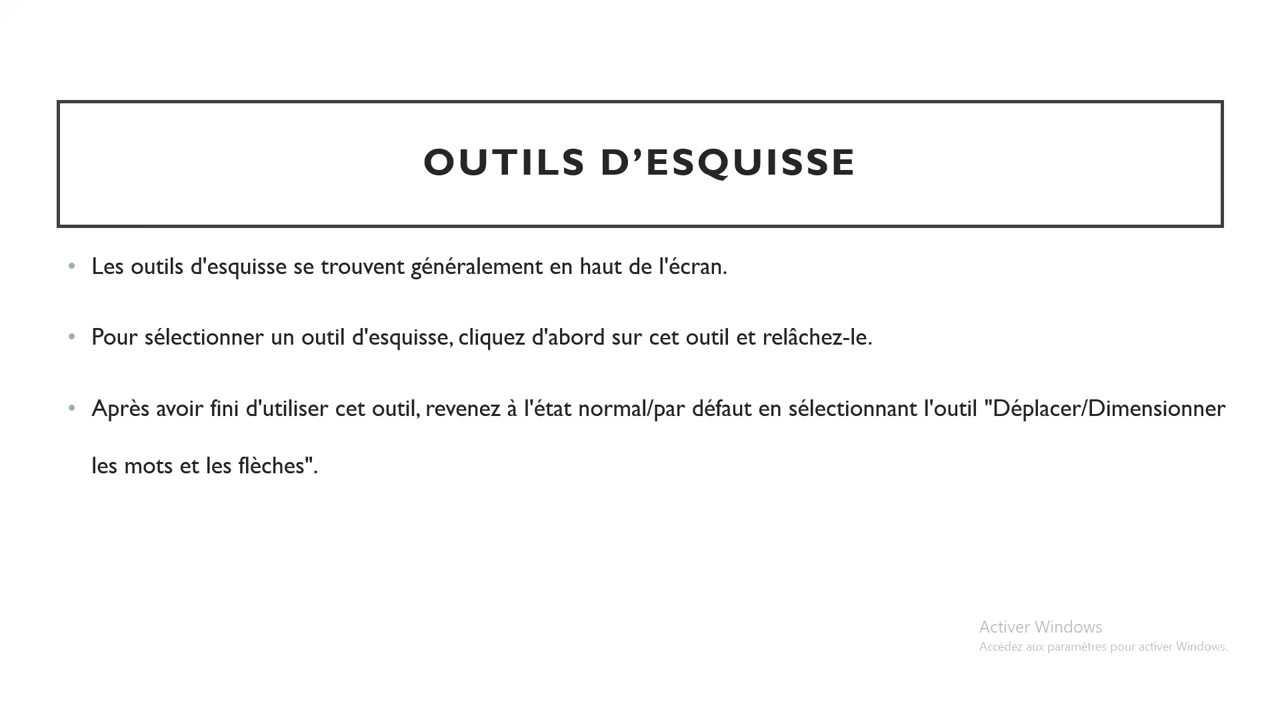 OUTILS D’ESQUISSE
• Les outils d'esquisse se trouvent généralement en haut de l'écran.
• Pour sélectionner un outil d'esquisse, cliquez d'abord sur cet outil et relâchez-le.
• Après avoir fini d'utiliser cet outil, revenez à l'état normal/par défaut en sélectionnant l'outil "Déplacer/Dimensionner
les mots et les flèches".
Activer Windows
Accédez aux paramètres pour activer Windows.